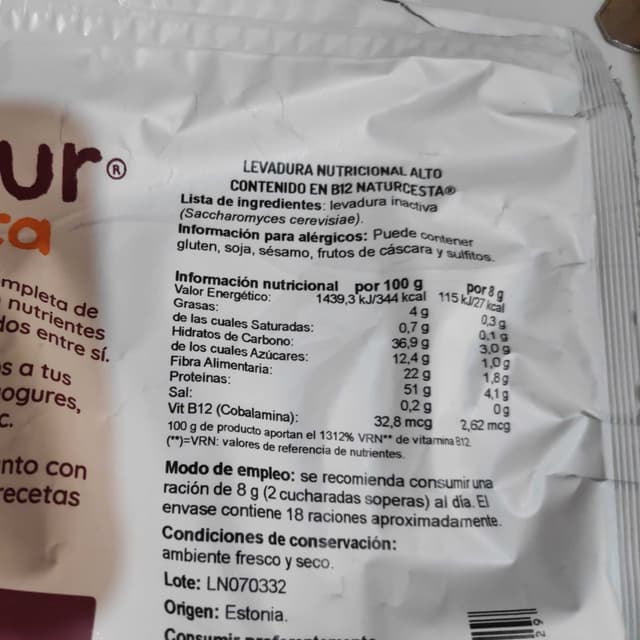 ur®
ca
mpleta de
nutrientes
dos entre sí.
s a tus
ogures,
c.
nto con
recetas
LEVADURA NUTRICIONAL ALTO
CONTENIDO EN B12 NATURCESTA®
Lista de ingredientes: levadura inactiva
(Saccharomyces cerevisiae).
Información para alérgicos: Puede contener
gluten, soja, sésamo, frutos de cáscara y sulfitos.
Información nutricional por 100 g por 8 g
Valor Energético: 1439,3 kJ/344 kcal 115 kJ/27 kcal
Grasas: 4 g 0,3 g
de las cuales Saturadas: 0,7 g 0,1 g
Hidratos de Carbono: 36,9 g 3,0 g
de los cuales Azúcares: 12,4 g 1,0 g
Fibra Alimentaria: 22 g 1,8 g
Proteínas: 51 g 4,1 g
Sal: 0,2 g 0 g
Vit B12 (Cobalamina): 32,8 mcg 2,62 mcg
100 g de producto aportan el 1312% VRN** de vitamina B12
(**)=VRN: valores de referencia de nutrientes.
Modo de empleo: se recomienda consumir una
ración de 8 g (2 cucharadas soperas) al día. El
envase contiene 18 raciones aproximadamente.
Condiciones de conservación:
ambiente fresco y seco.
Lote: LN070332
Origen: Estonia.
Consumir preferentemente